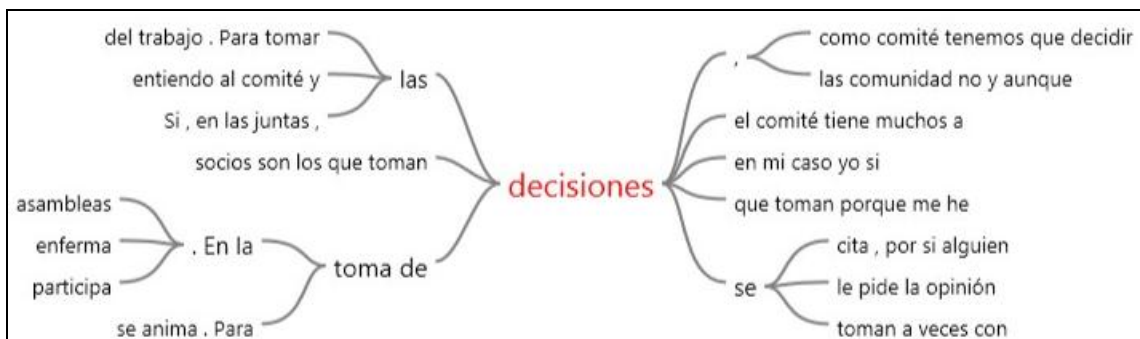 del trabajo . Para tomar
entiendo al comité y
Si , en las juntas ,
las
socios son los que toman
asambleas
enferma
participa
. En la
se anima . Para
toma de
decisiones
,
como comité tenemos que decidir
las comunidad no y aunque
el comité tiene muchos a
en mi caso yo si
que toman porque me he
se
cita , por si alguien
le pide la opinión
toman a veces con